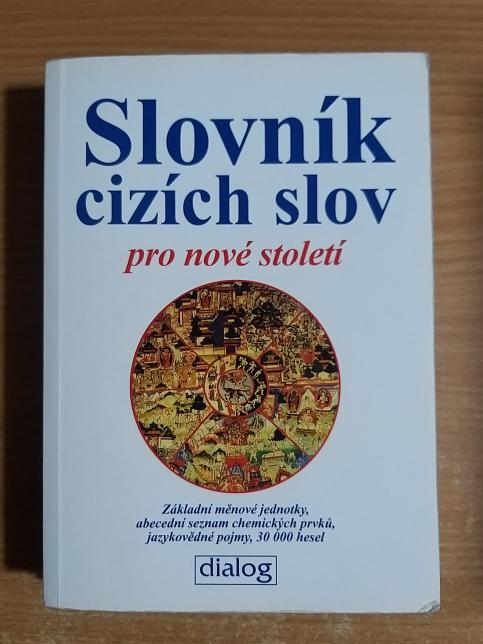 Slovník
cizích slov
pro nové století
Základní měnové jednotky,
abecední seznam chemických prvků,
jazykovědné pojmy, 30 000 hesel
dialog